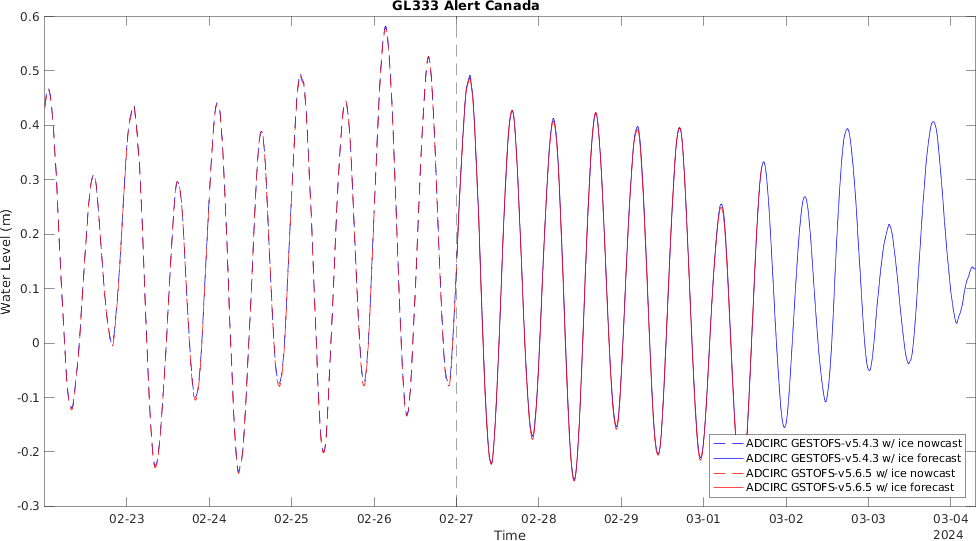 GL333 Alert Canada
0.6
0.5
0.4
0.3
0.2
0.1
0
-0.1
-0.2
-0.3
Water Level (m)
ADCIRC GESTOFS-v5.4.3 w/ ice nowcast
ADCIRC GESTOFS-v5.4.3 w/ ice forecast
ADCIRC GSTOFS-v5.6.5 w/ ice nowcast
ADCIRC GSTOFS-v5.6.5 w/ ice forecast
02-23 02-24 02-25 02-26 02-27 02-28 02-29 03-01 03-02 03-03 03-04
Time 2024